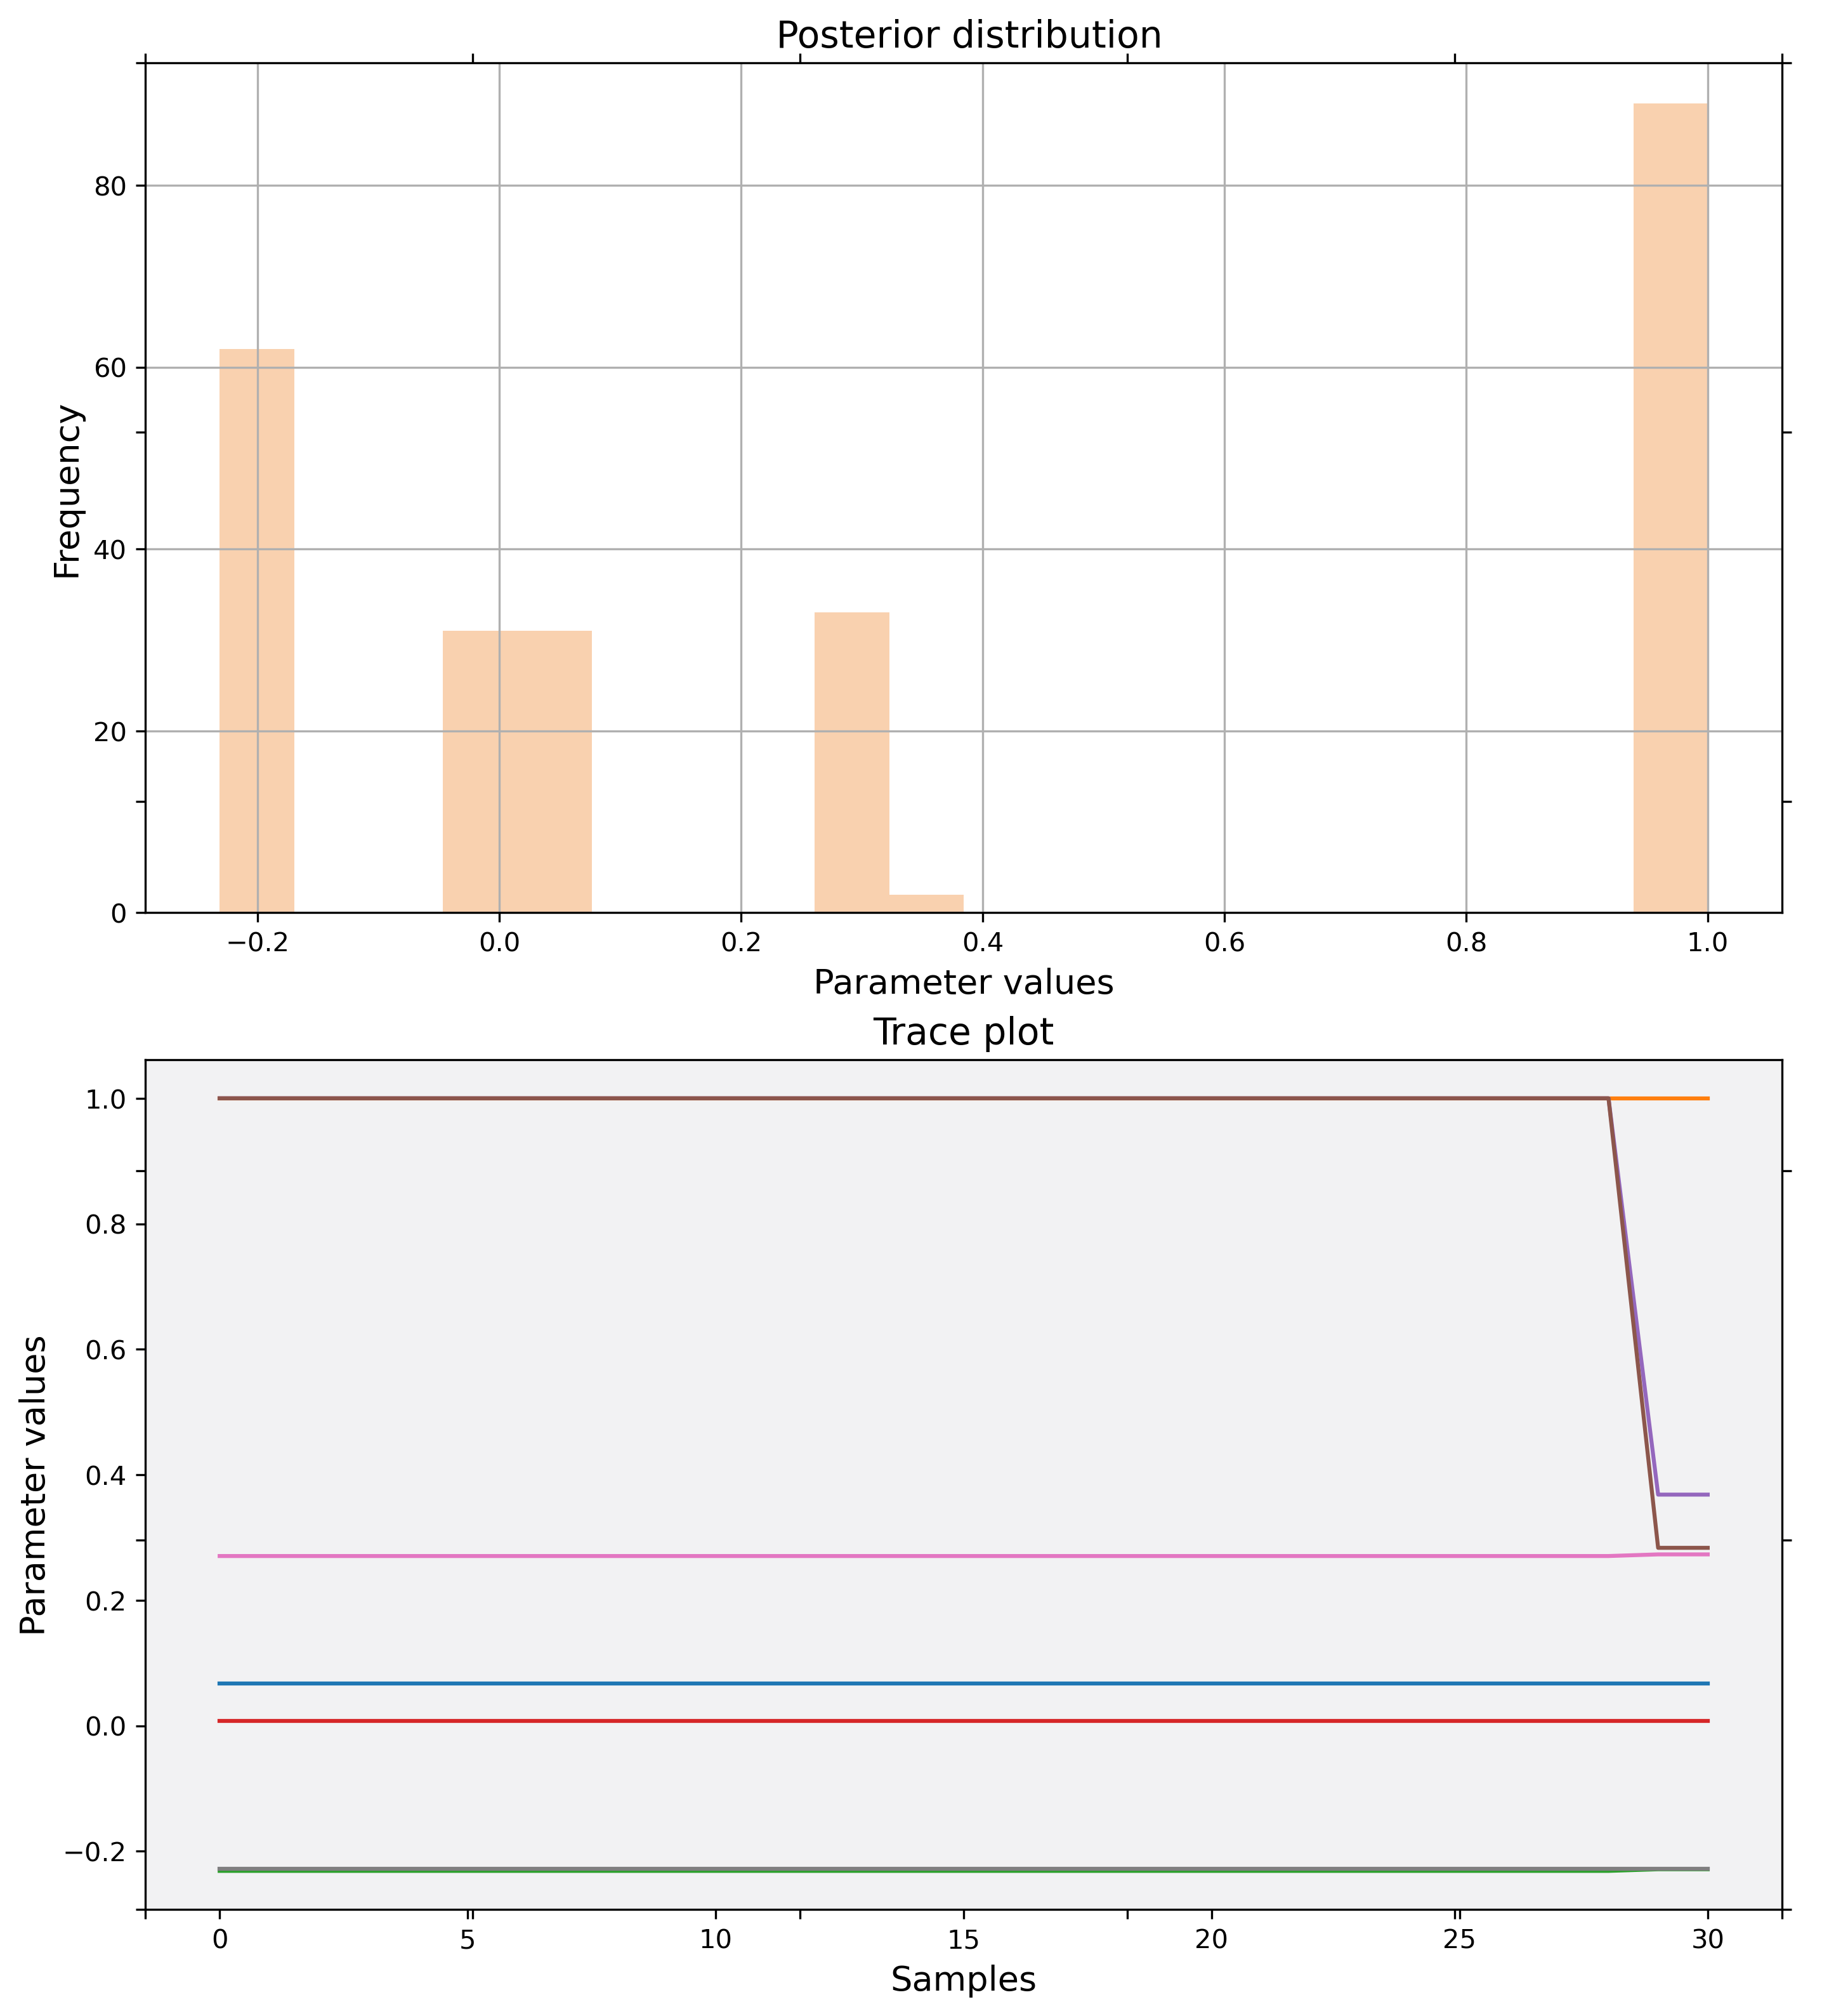 Posterior distribution
80
60
40
20
0
Frequency
−0.2 0.0 0.2 0.4 0.6 0.8 1.0
Parameter values
Trace plot
1.0
0.8
0.6
0.4
0.2
0.0
−0.2
Parameter values
0 5 10 15 20 25 30
Samples